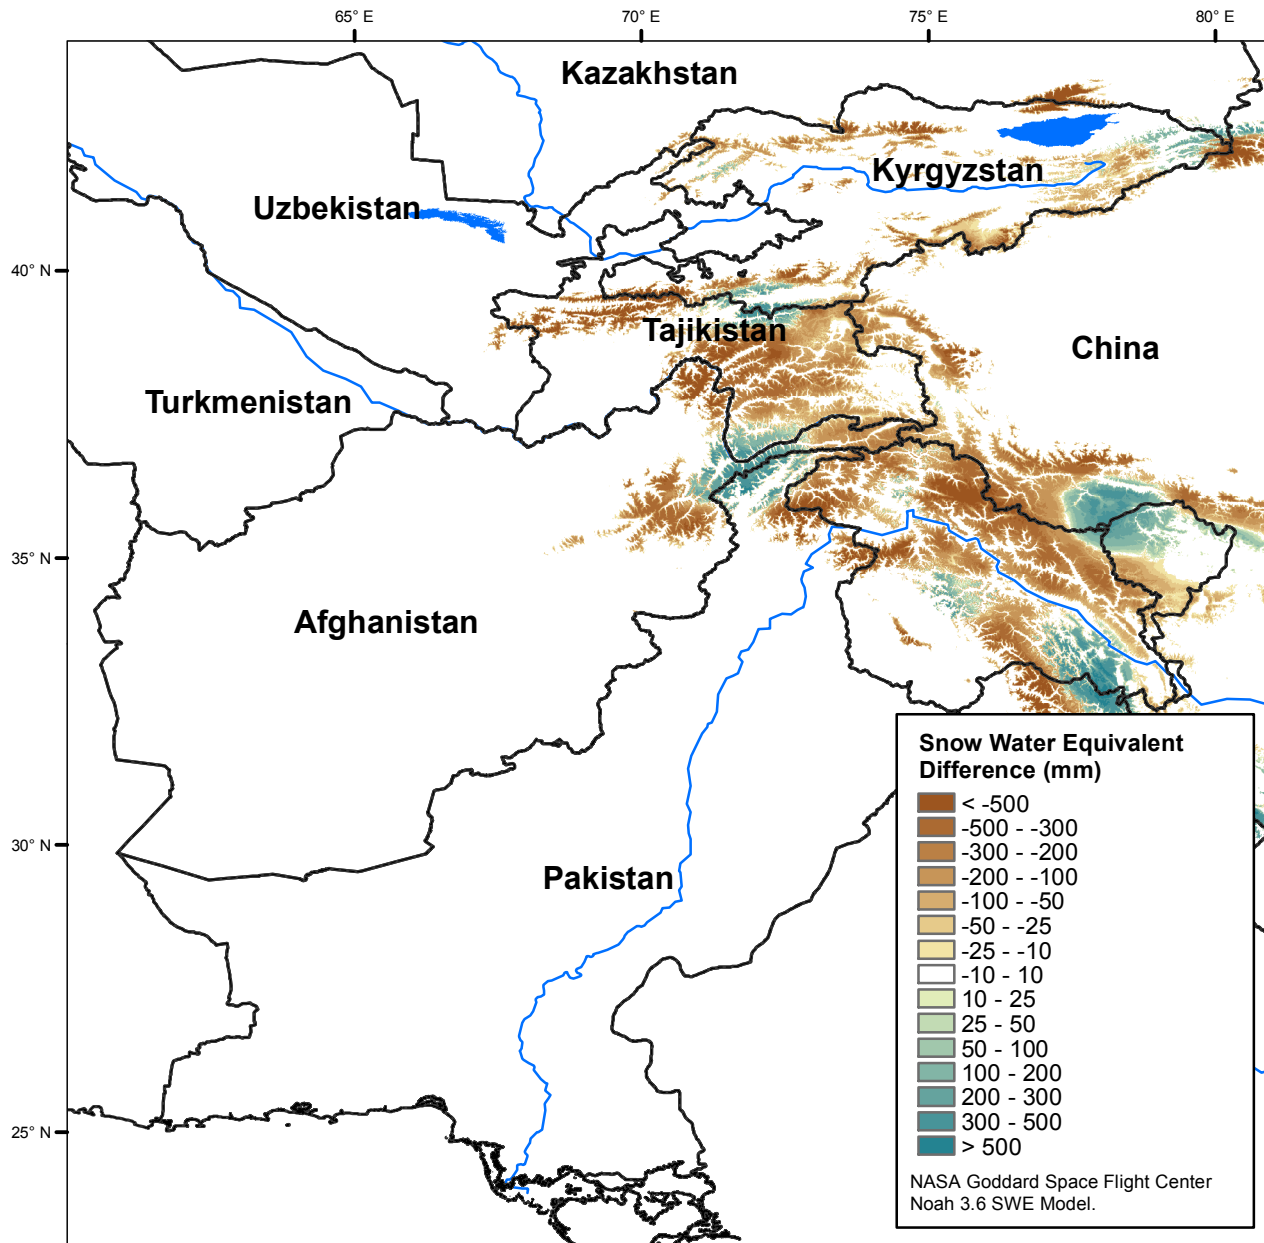 65° E 70° E 75° E 80° E
Kazakhstan
Kyrgyzstan
Uzbekistan
40° N
Tajikistan
China
Turkmenistan
35° N
Afghanistan
Snow Water Equivalent
Difference (mm)
< -500
-500 - -300
-300 - -200
-200 - -100
-100 - -50
-50 - -25
-25 - -10
-10 - 10
10 - 25
25 - 50
50 - 100
100 - 200
200 - 300
300 - 500
> 500
NASA Goddard Space Flight Center
Noah 3.6 SWE Model.
30° N
Pakistan
25° N